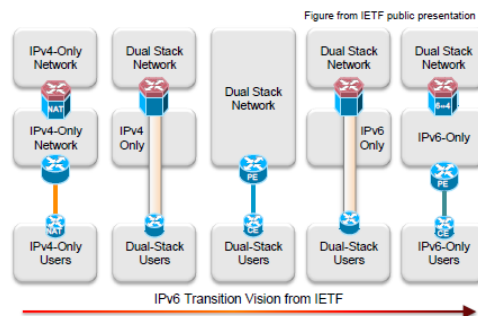 Figure from IETF public presentation
IPv4-Only
Network
Dual Stack
Network
Dual Stack
Network
Dual Stack
Network
Dual Stack
Network
NAT
6↔4
IPv4-Only
Network
IPv4
Only
IPv6
Only
IPv6-Only
PE
PE
NAT
CE
CE
IPv4-Only
Users
Dual-Stack
Users
Dual-Stack
Users
Dual-Stack
Users
IPv6-Only
Users
IPv6 Transition Vision from IETF